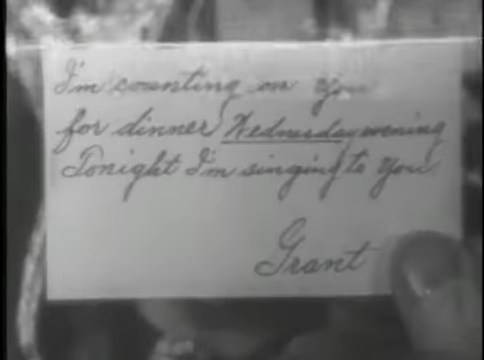 I'm counting on you
for dinner Wednesday evening
Tonight I'm singing to you
Grant